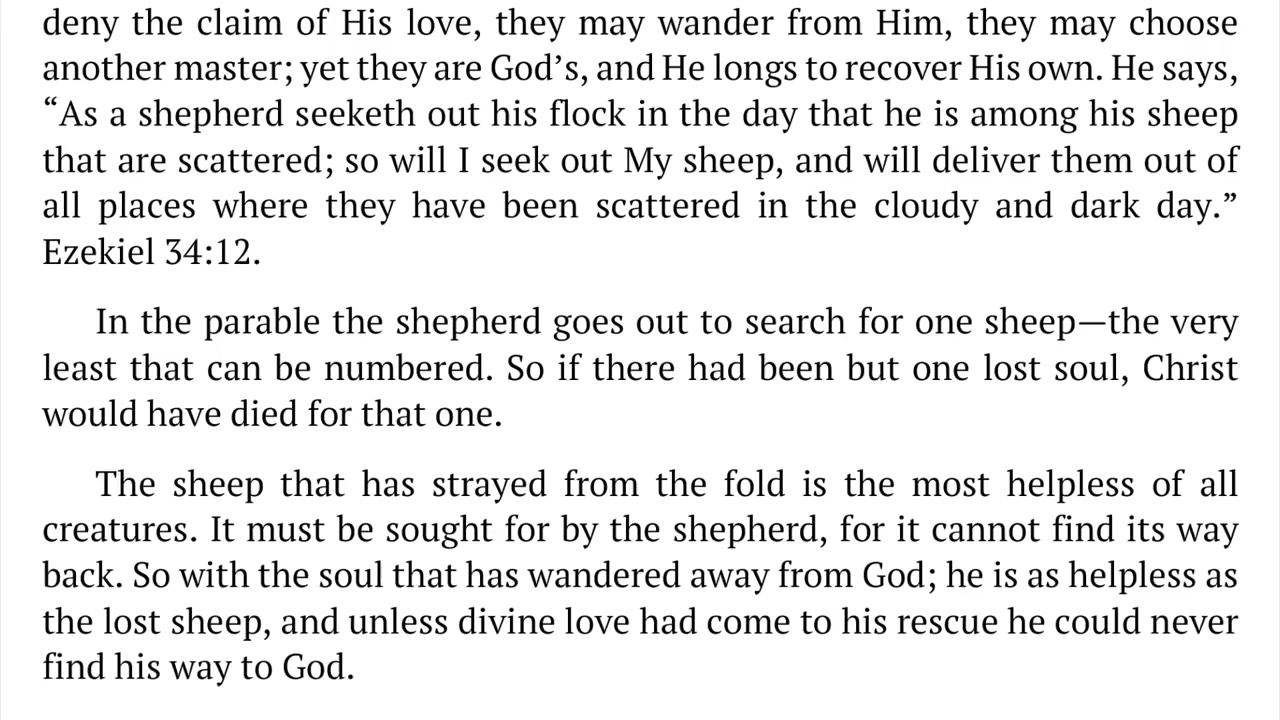 deny the claim of His love, they may wander from Him, they may choose
another master; yet they are God’s, and He longs to recover His own. He says,
“As a shepherd seeketh out his flock in the day that he is among his sheep
that are scattered; so will I seek out My sheep, and will deliver them out of
all places where they have been scattered in the cloudy and dark day.”
Ezekiel 34:12.
In the parable the shepherd goes out to search for one sheep—the very
least that can be numbered. So if there had been but one lost soul, Christ
would have died for that one.
The sheep that has strayed from the fold is the most helpless of all
creatures. It must be sought for by the shepherd, for it cannot find its way
back. So with the soul that has wandered away from God; he is as helpless as
the lost sheep, and unless divine love had come to his rescue he could never
find his way to God.